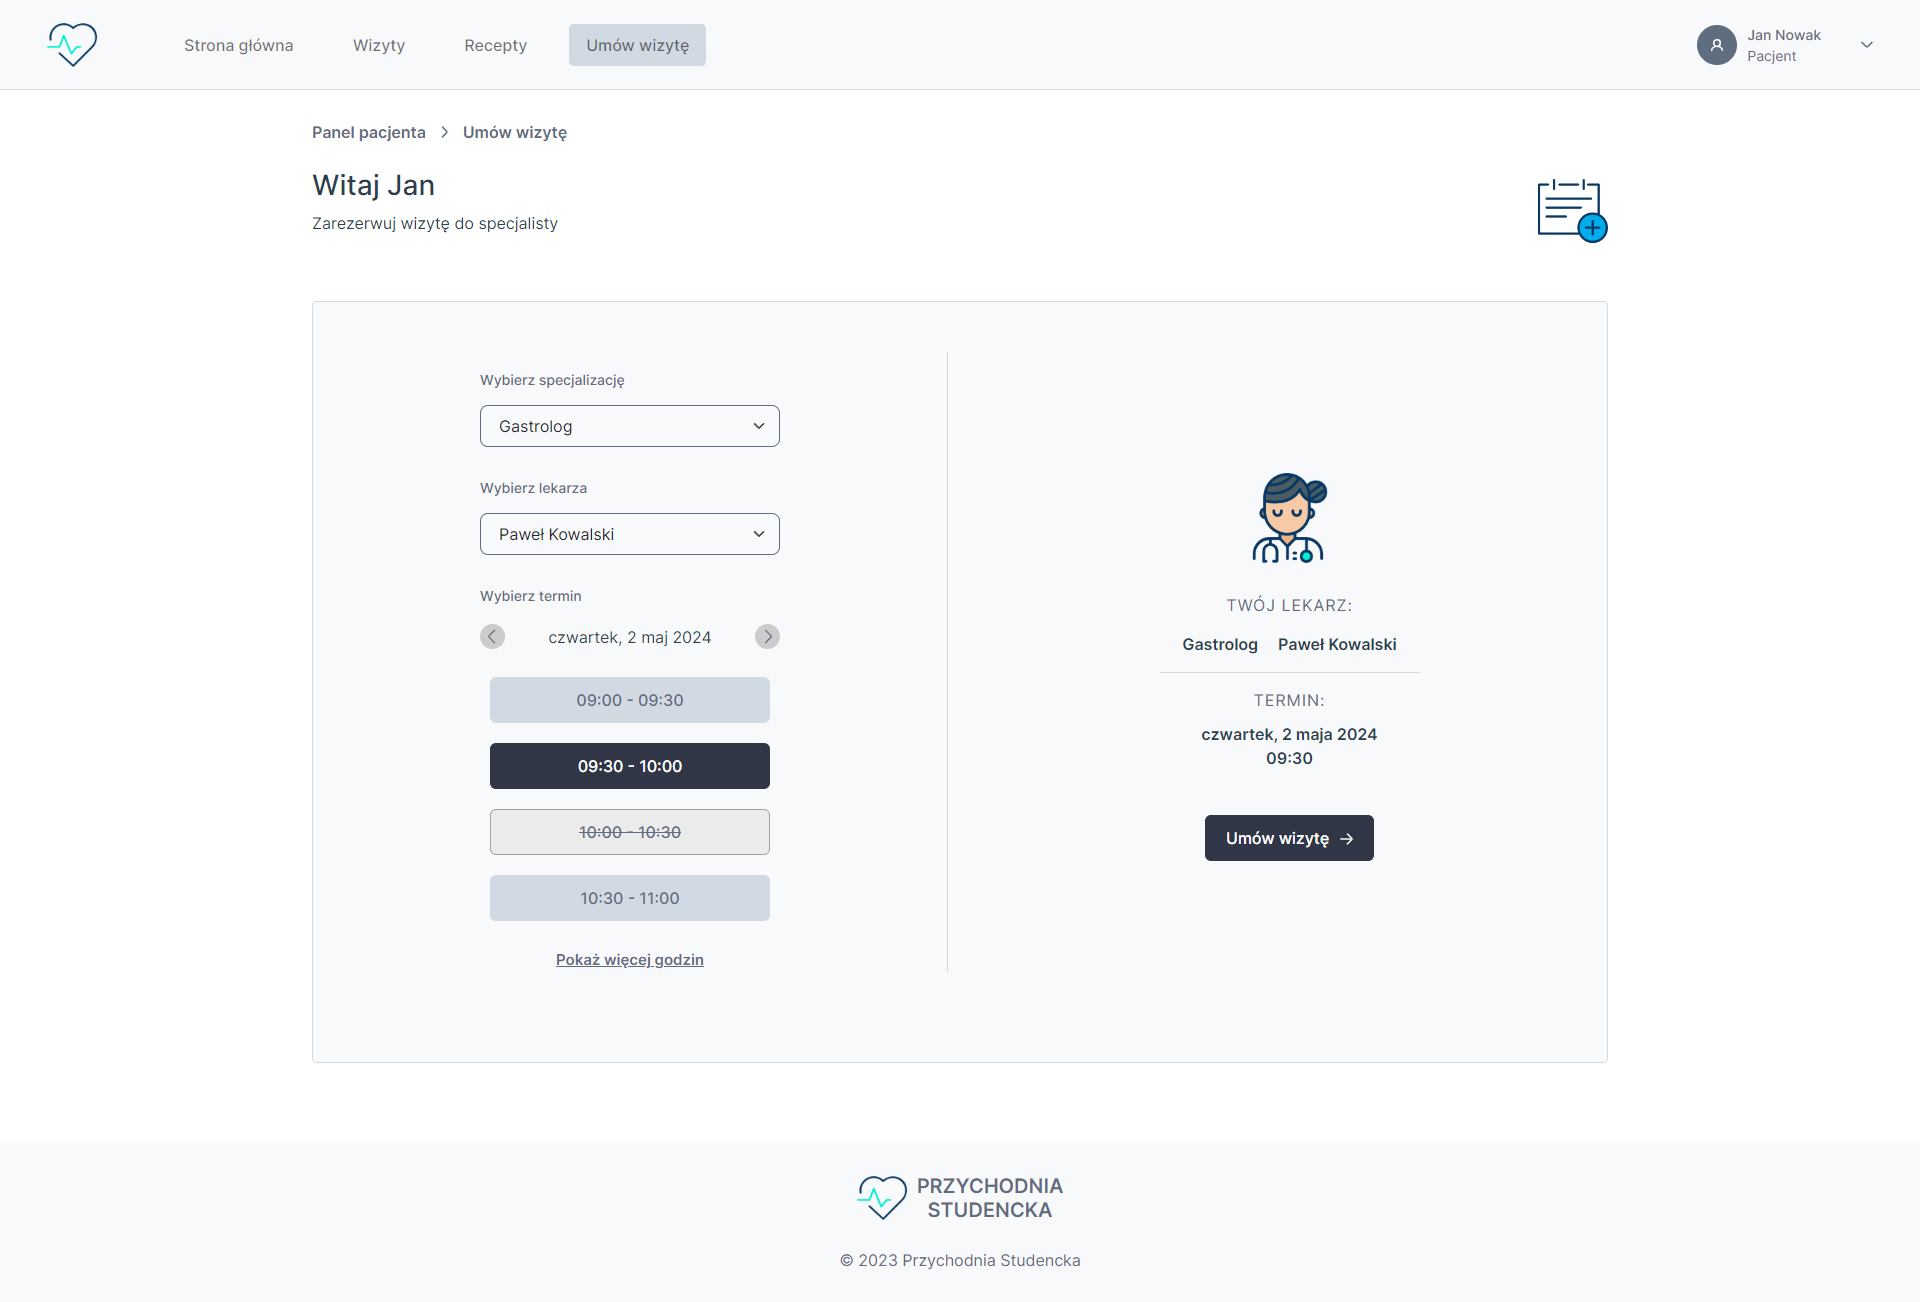 Strona główna
Wizyty
Recepty
Umów wizytę
Jan Nowak
Pacjent
Panel pacjenta
Umów wizytę
Witaj Jan
Zarezerwuj wizytę do specjalisty
Wybierz specjalizację
Gastrolog
Wybierz lekarza
Paweł Kowalski
Wybierz termin
czwartek, 2 maj 2024
09:00 - 09:30
09:30 - 10:00
10:00 - 10:30
10:30 - 11:00
Pokaż więcej godzin
TWÓJ LEKARZ:
Gastrolog Paweł Kowalski
TERMIN:
czwartek, 2 maja 2024
09:30
Umów wizytę
PRZYCHODNIA
STUDENCKA
© 2023 Przychodnia Studencka